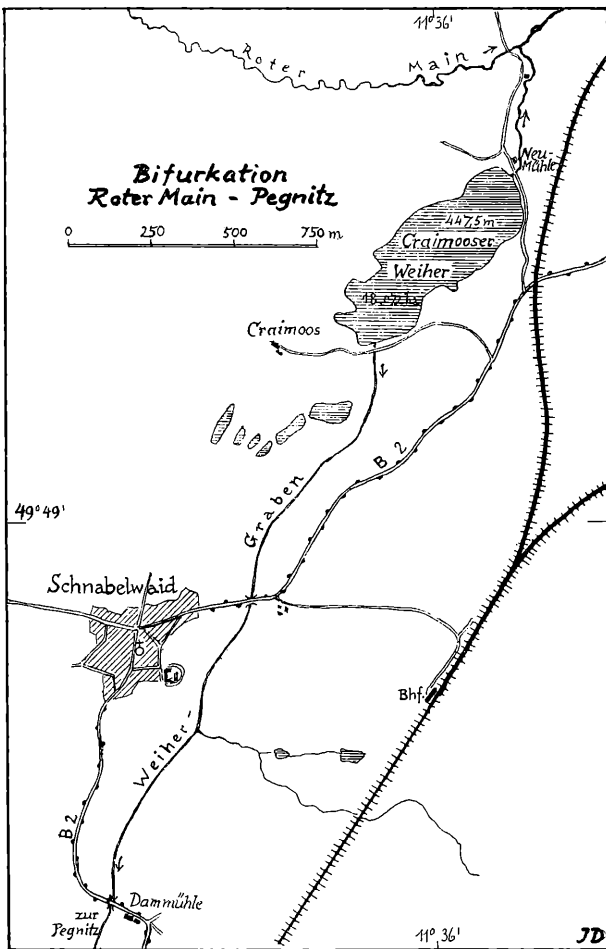 11° 36'
Roter Main
Neu-
Mühle
Bifurkation
Roter Main - Pegnitz
0 250 500 750 m
447,5 m
Craimooser
Weiher
Craimoos
B 2
Graben
49° 49'
Schnabelwaid
Bhf.
Weiher-
B 2
Dammühle
zur
Pegnitz
11° 36'
JD